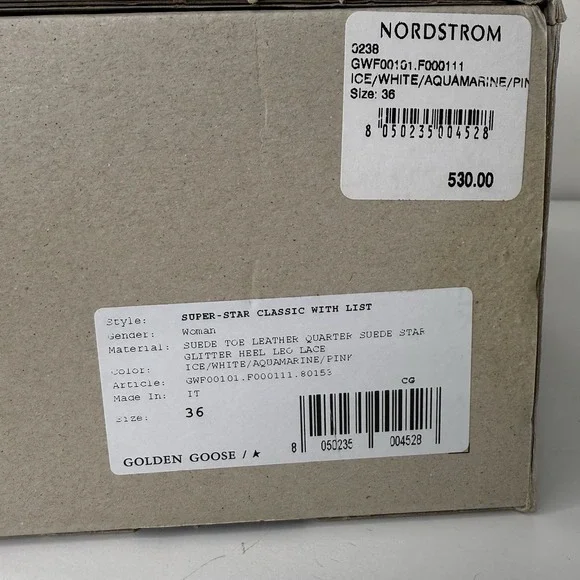 NORDSTROM
0238
GWF00101.F000111
ICE/WHITE/AQUAMARINE/PIN
Size: 36
8 050235 004528
530.00
Style: SUPER-STAR CLASSIC WITH LIST
Gender: Woman
Material: SUEDE TOE LEATHER QUARTER SUEDE STAR
GLITTER HEEL LEO LACE
Color: ICE/WHITE/AQUAMARINE/PINK
Article: GWF00101.F000111.80153
Made In: IT
CG
Size: 36
8 050235 004528
GOLDEN GOOSE / ★